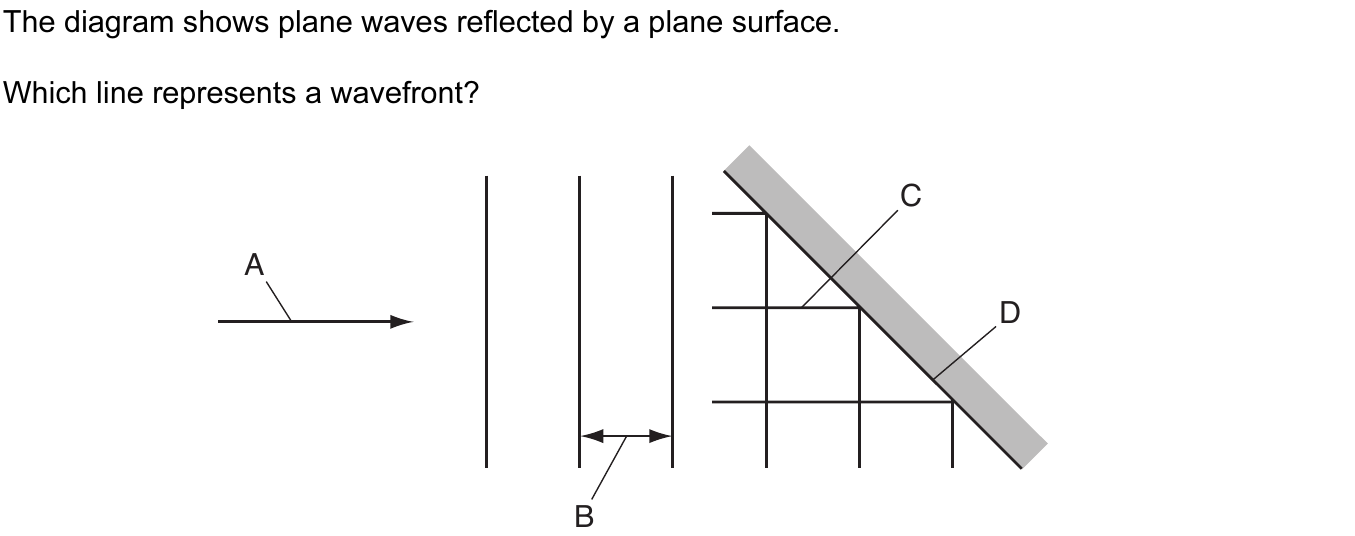 The diagram shows plane waves reflected by a plane surface.
Which line represents a wavefront?
C
A
D
B